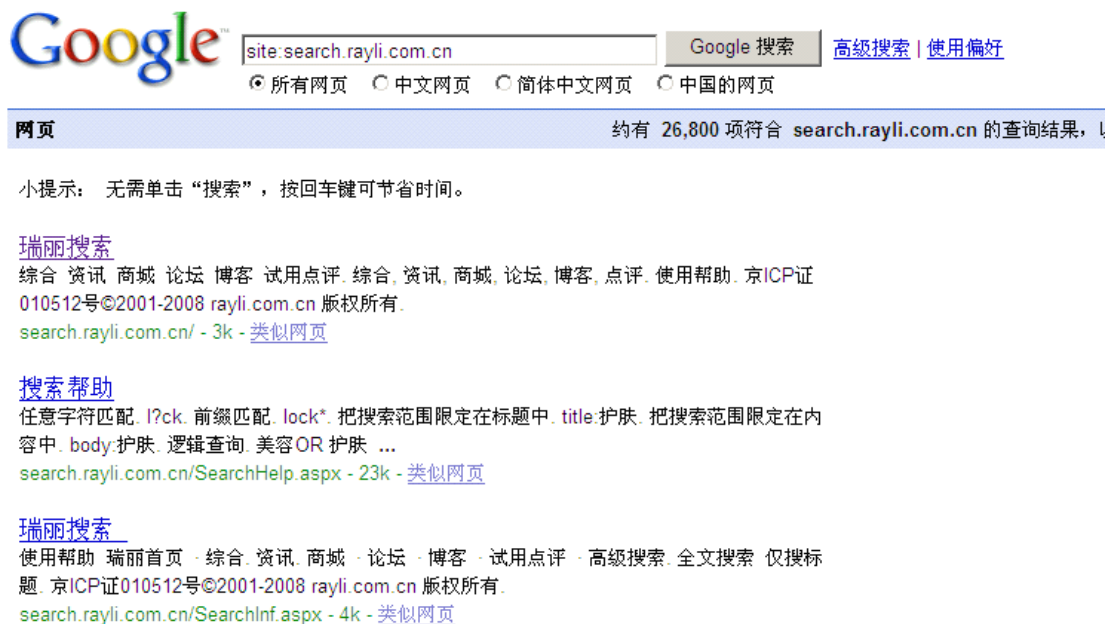 Google™ site:search.rayli.com.cn Google 搜索 高级搜索 | 使用偏好
所有网页 中文网页 简体中文网页 中国的网页
网页 约有 26,800 项符合 search.rayli.com.cn 的查询结果，
小提示： 无需单击“搜索”，按回车键可节省时间。
瑞丽搜索
综合 资讯 商城 论坛 博客 试用点评. 综合, 资讯, 商城, 论坛, 博客, 点评. 使用帮助. 京ICP证
010512号©2001-2008 rayli.com.cn 版权所有.
search.rayli.com.cn/ - 3k - 类似网页
搜索帮助
任意字符匹配. l?ck. 前缀匹配. lock*. 把搜索范围限定在标题中. title:护肤. 把搜索范围限定在内
容中. body:护肤. 逻辑查询. 美容OR 护肤 ...
search.rayli.com.cn/SearchHelp.aspx - 23k - 类似网页
瑞丽搜索
使用帮助 瑞丽首页 · 综合. 资讯. 商城 · 论坛 · 博客 · 试用点评 · 高级搜索. 全文搜索 仅搜标
题. 京ICP证010512号©2001-2008 rayli.com.cn 版权所有.
search.rayli.com.cn/SearchInf.aspx - 4k - 类似网页